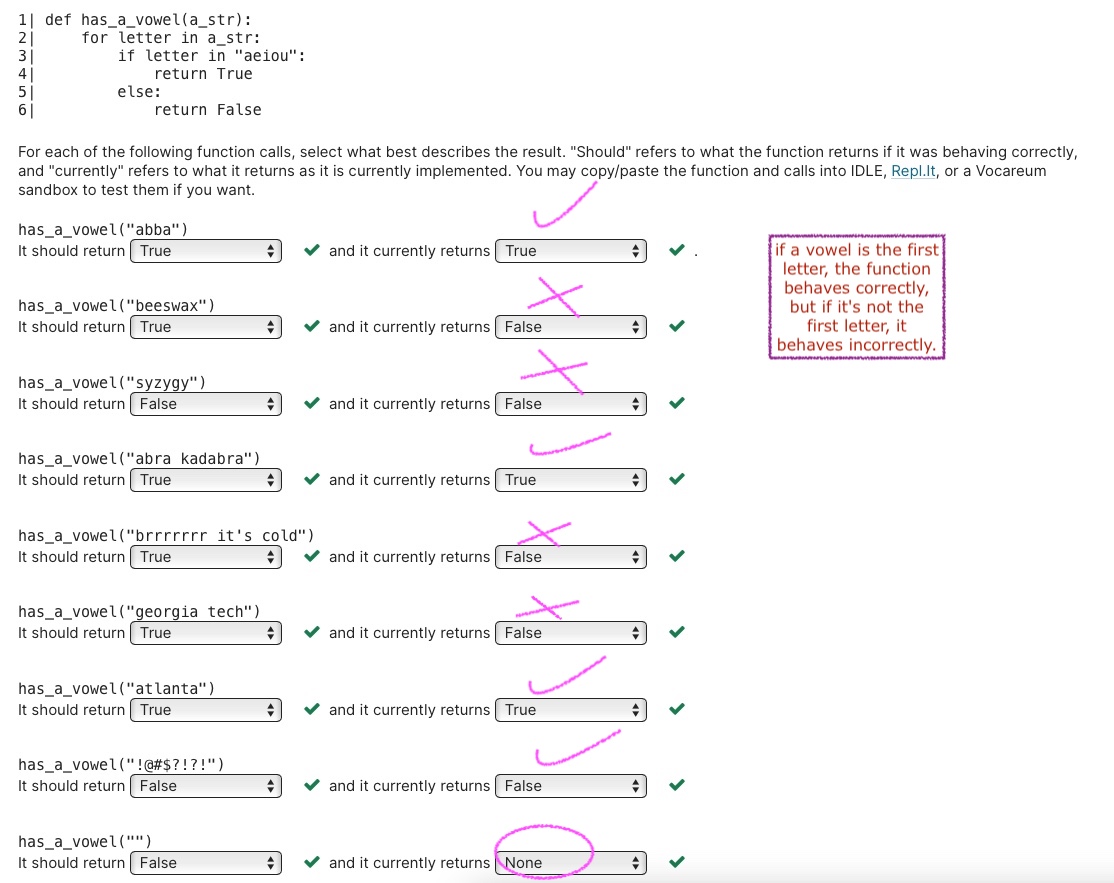 1| def has_a_vowel(a_str):
2|     for letter in a_str:
3|         if letter in "aeiou":
4|             return True
5|         else:
6|             return False
For each of the following function calls, select what best describes the result. "Should" refers to what the function returns if it was behaving correctly,
and "currently" refers to what it returns as it is currently implemented. You may copy/paste the function and calls into IDLE, Repl.It, or a Vocareum
sandbox to test them if you want.
has_a_vowel("abba")
It should return True and it currently returns True .
if a vowel is the first
letter, the function
behaves correctly,
but if it's not the
first letter, it
behaves incorrectly.
has_a_vowel("beeswax")
It should return True and it currently returns False
has_a_vowel("syzygy")
It should return False and it currently returns False
has_a_vowel("abra kadabra")
It should return True and it currently returns True
has_a_vowel("brrrrrrr it's cold")
It should return True and it currently returns False
has_a_vowel("georgia tech")
It should return True and it currently returns False
has_a_vowel("atlanta")
It should return True and it currently returns True
has_a_vowel("!@#$?!?!")
It should return False and it currently returns False
has_a_vowel("")
It should return False and it currently returns None